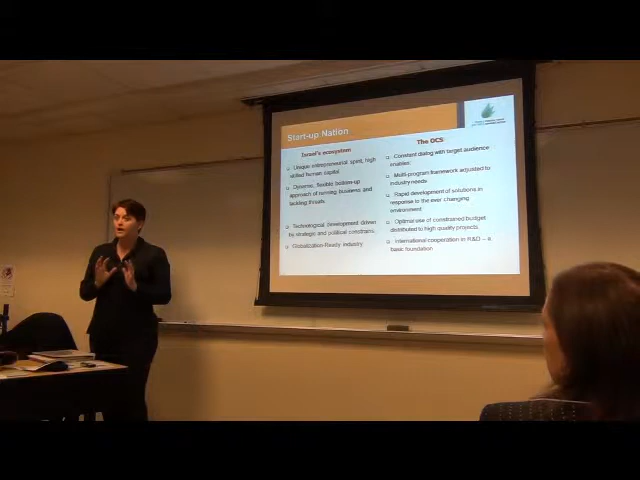 Start-up Nation
Israel's ecosystem
Unique entrepreneurial spirit, high
skilled human capital
Dynamic, flexible bottom-up
approach of running business and
tackling threats
Technological development driven
by strategic and political constrains
Globalization-Ready industry
The OCS
Constant dialog with target audience
enables:
Multi-program framework adjusted to
industry needs
Rapid development of solutions in
response to the ever changing
environment
Optimal use of constrained budget
distributed to high quality projects
International cooperation in R&D – a
basic foundation